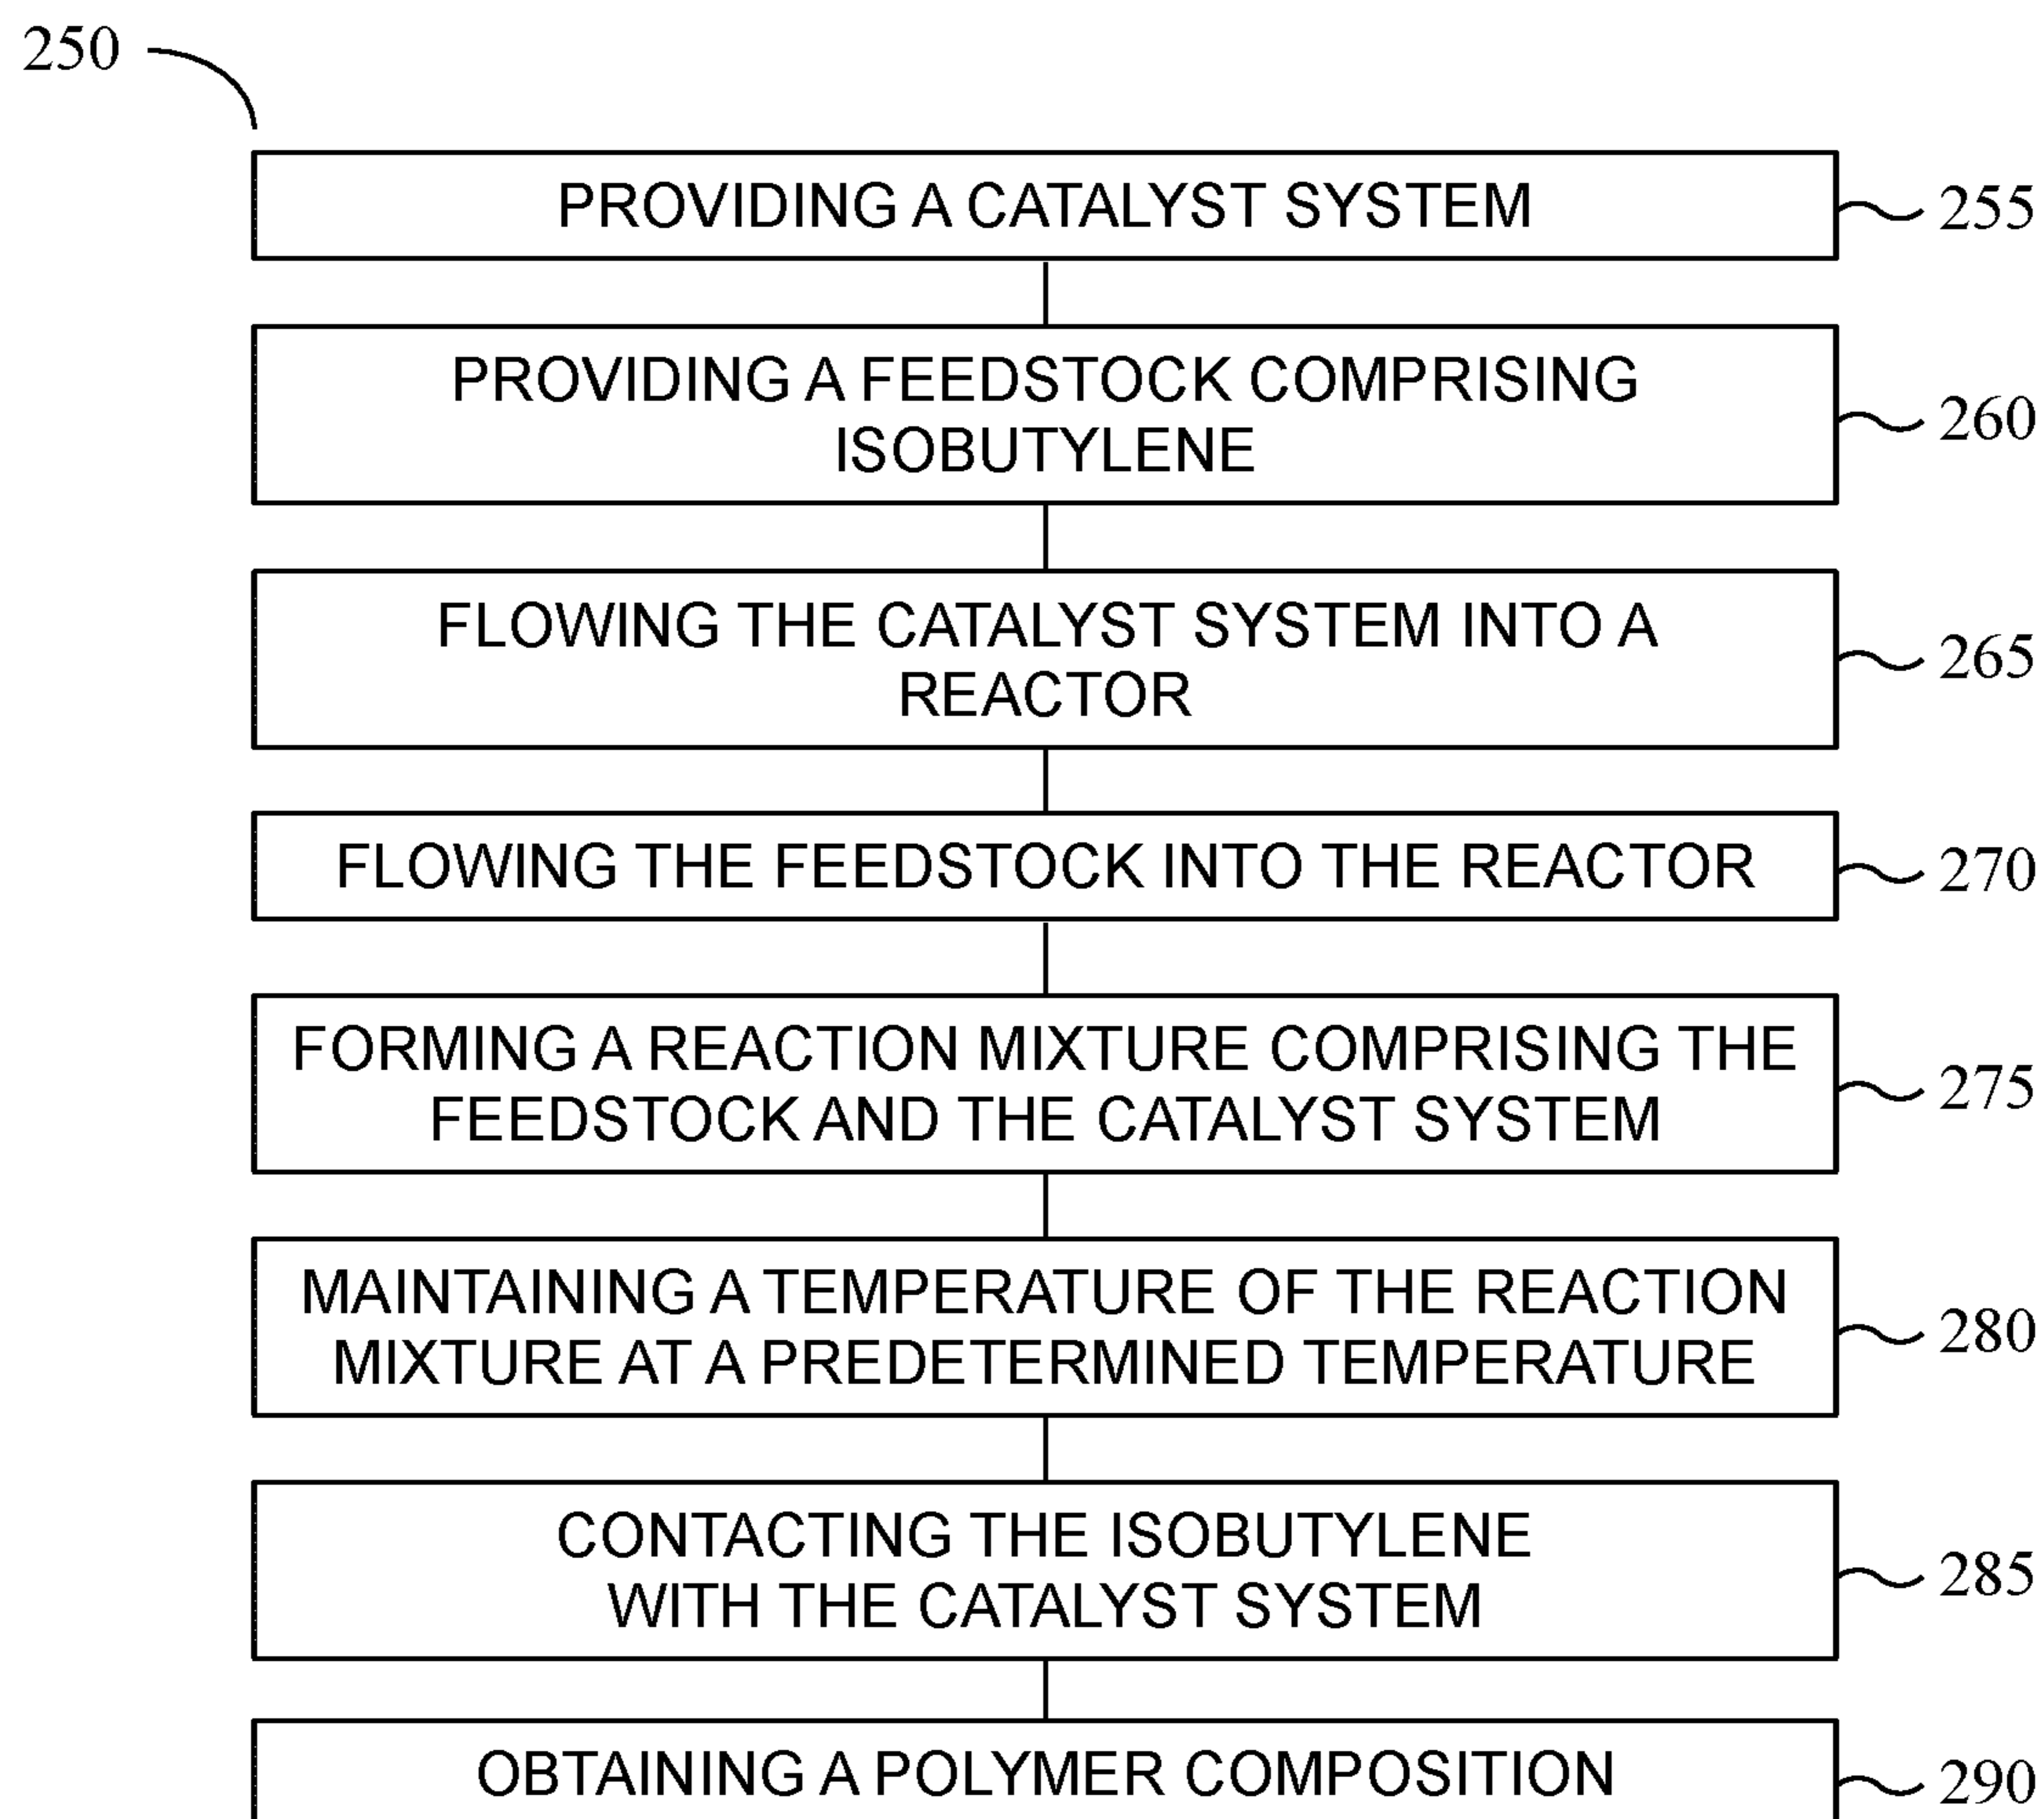 250
PROVIDING A CATALYST SYSTEM
255
PROVIDING A FEEDSTOCK COMPRISING
ISOBUTYLENE
260
FLOWING THE CATALYST SYSTEM INTO A
REACTOR
265
FLOWING THE FEEDSTOCK INTO THE REACTOR
270
FORMING A REACTION MIXTURE COMPRISING THE
FEEDSTOCK AND THE CATALYST SYSTEM
275
MAINTAINING A TEMPERATURE OF THE REACTION
MIXTURE AT A PREDETERMINED TEMPERATURE
280
CONTACTING THE ISOBUTYLENE
WITH THE CATALYST SYSTEM
285
OBTAINING A POLYMER COMPOSITION
290